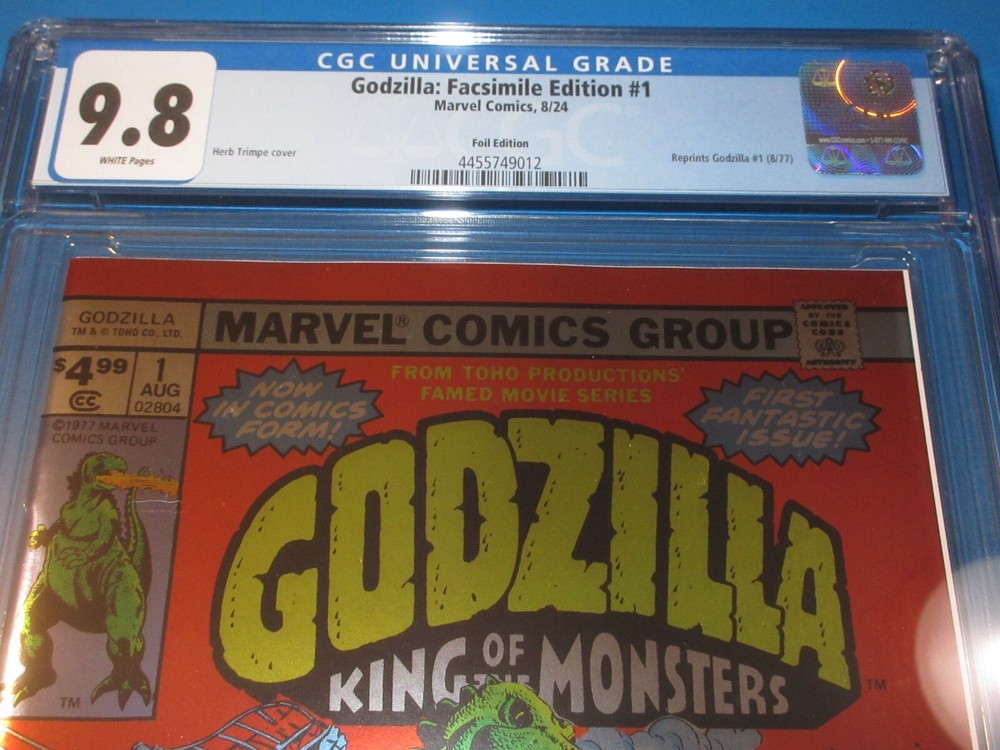 CGC UNIVERSAL GRADE
9.8
WHITE Pages
Godzilla: Facsimile Edition #1
Marvel Comics, 8/24
Herb Trimpe cover
Foil Edition
4455749012
Reprints Godzilla #1 (8/77)
CGC
GODZILLA
TM & © TOHO CO., LTD.
MARVEL® COMICS GROUP
APPROVED
BY THE
COMICS
CODE
AUTHORITY
$4.99
CC
1
AUG
02804
©1977 MARVEL
COMICS GROUP
NOW
IN COMICS
FORM!
FROM TOHO PRODUCTIONS'
FAMED MOVIE SERIES
FIRST
FANTASTIC
ISSUE!
GODZILLA
KING OF THE MONSTERS
TM
TM